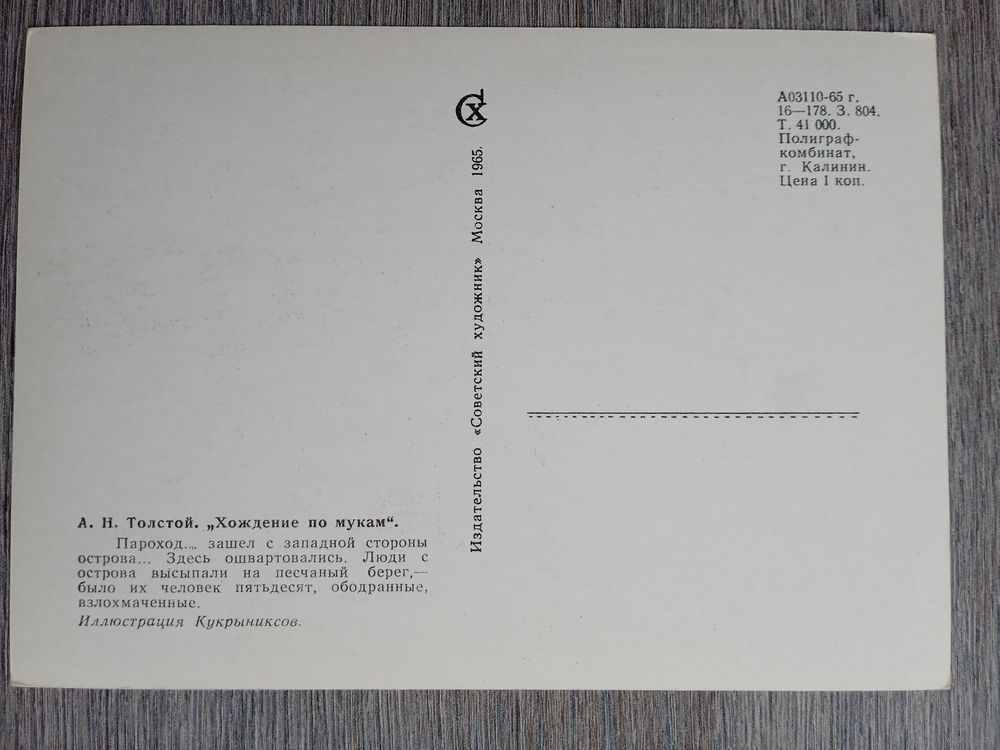 СХ
А03110-65 г.
16—178. З. 804.
Т. 41 000.
Полиграф-
комбинат,
г. Калинин.
Цена 1 коп.
Издательство «Советский художник» Москва 1965.
А. Н. Толстой. „Хождение по мукам“.
Пароход... зашел с западной стороны
острова... Здесь ошвартовались. Люди с
острова высыпали на песчаный берег,—
было их человек пятьдесят, ободранные,
взлохмаченные.
Иллюстрация Кукрыниксов.